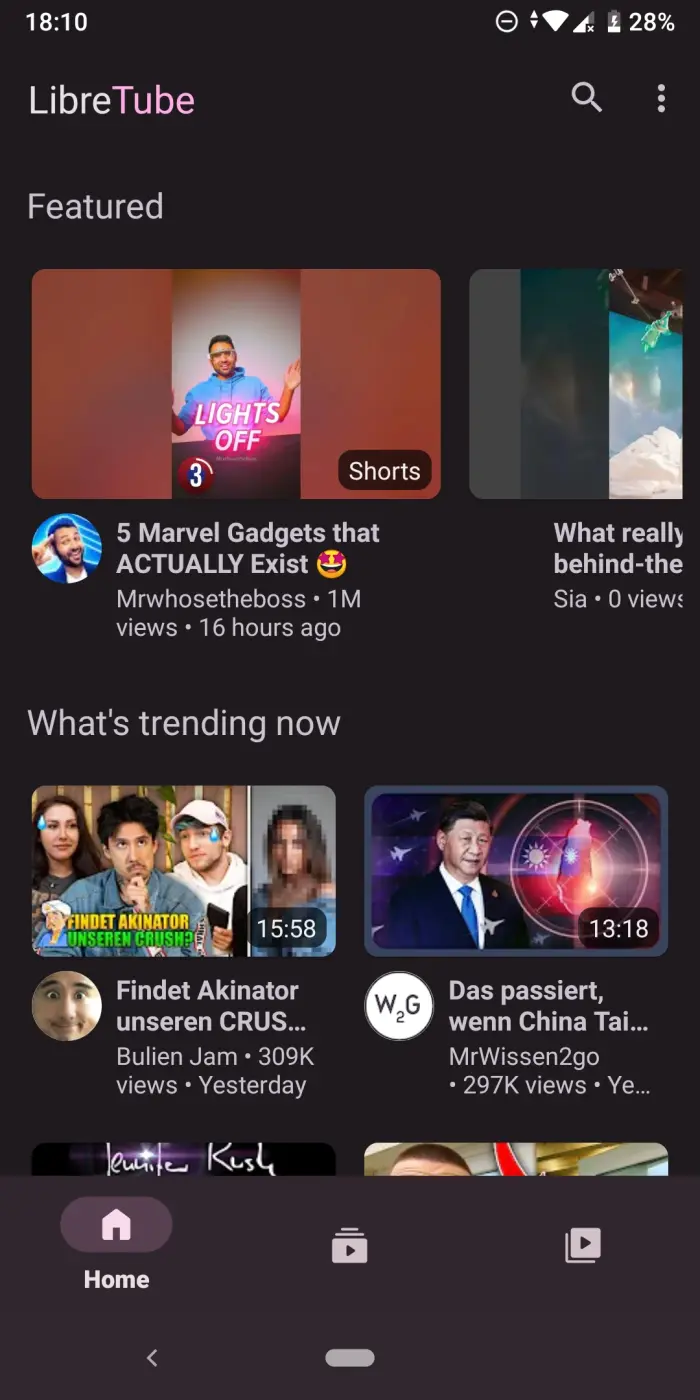 18:10
28%
LibreTube
Featured
LIGHTS
OFF
Mrwhosetheboss
3
Shorts
5 Marvel Gadgets that
ACTUALLY Exist 🤩
Mrwhosetheboss • 1M
views • 16 hours ago
What really
behind-the
Sia • 0 views
What's trending now
FINDET AKINATOR
UNSEREN CRUSH?
15:58
13:18
Findet Akinator
unseren CRUS…
Bulien Jam • 309K
views • Yesterday
W2G
Das passiert,
wenn China Tai…
MrWissen2go
• 297K views • Ye…
Jennifer Rush
Home